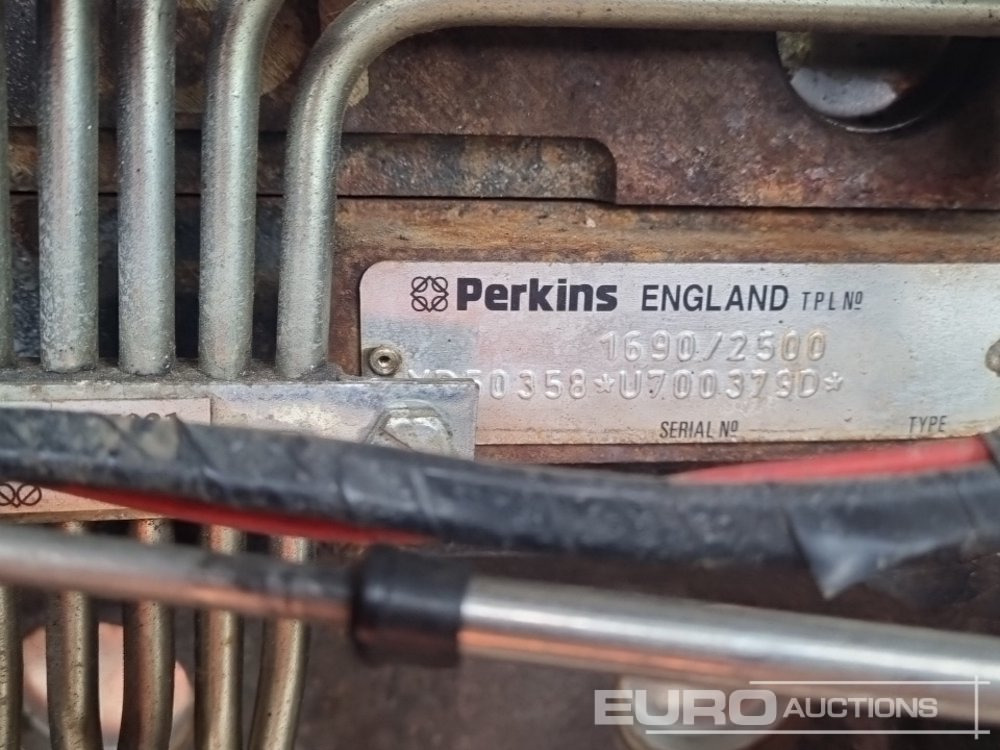 Perkins ENGLAND TPL Nº
1690/2500
YD50358*U700379D*
SERIAL Nº TYPE
EURO AUCTIONS